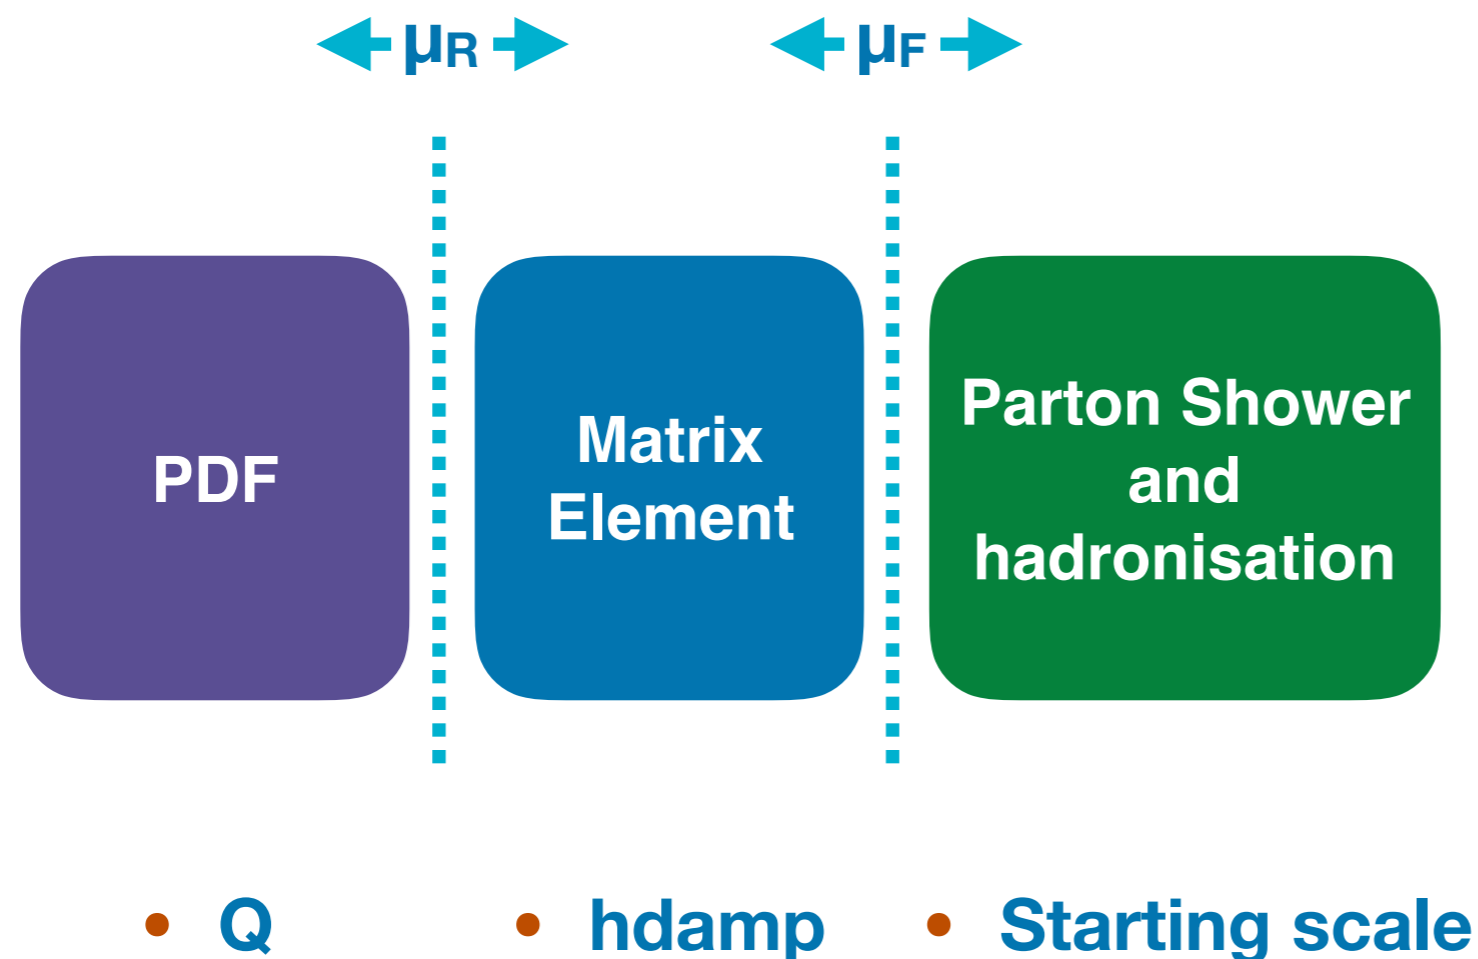 μR
μF
PDF
Matrix
Element
Parton Shower
and
hadronisation
• Q
• hdamp
• Starting scale